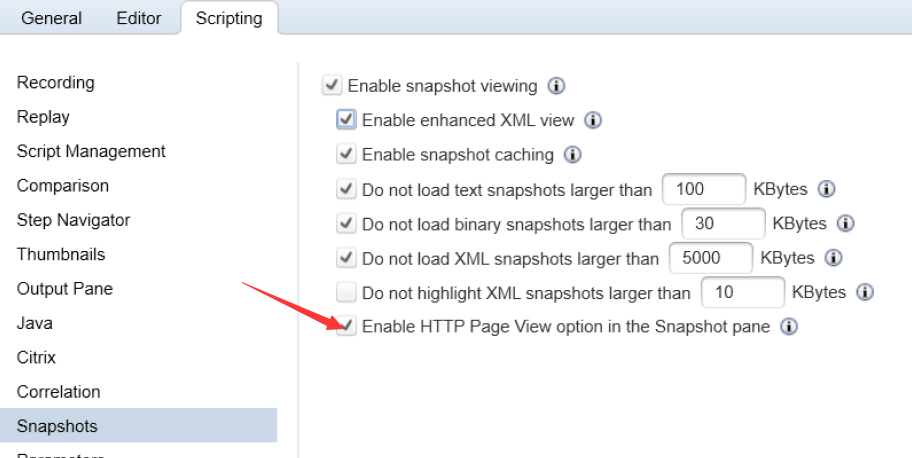 General Editor Scripting
Recording
Replay
Script Management
Comparison
Step Navigator
Thumbnails
Output Pane
Java
Citrix
Correlation
Snapshots
Parameters
Enable snapshot viewing
Enable enhanced XML view
Enable snapshot caching
Do not load text snapshots larger than 100 KBytes
Do not load binary snapshots larger than 30 KBytes
Do not load XML snapshots larger than 5000 KBytes
Do not highlight XML snapshots larger than 10 KBytes
Enable HTTP Page View option in the Snapshot pane